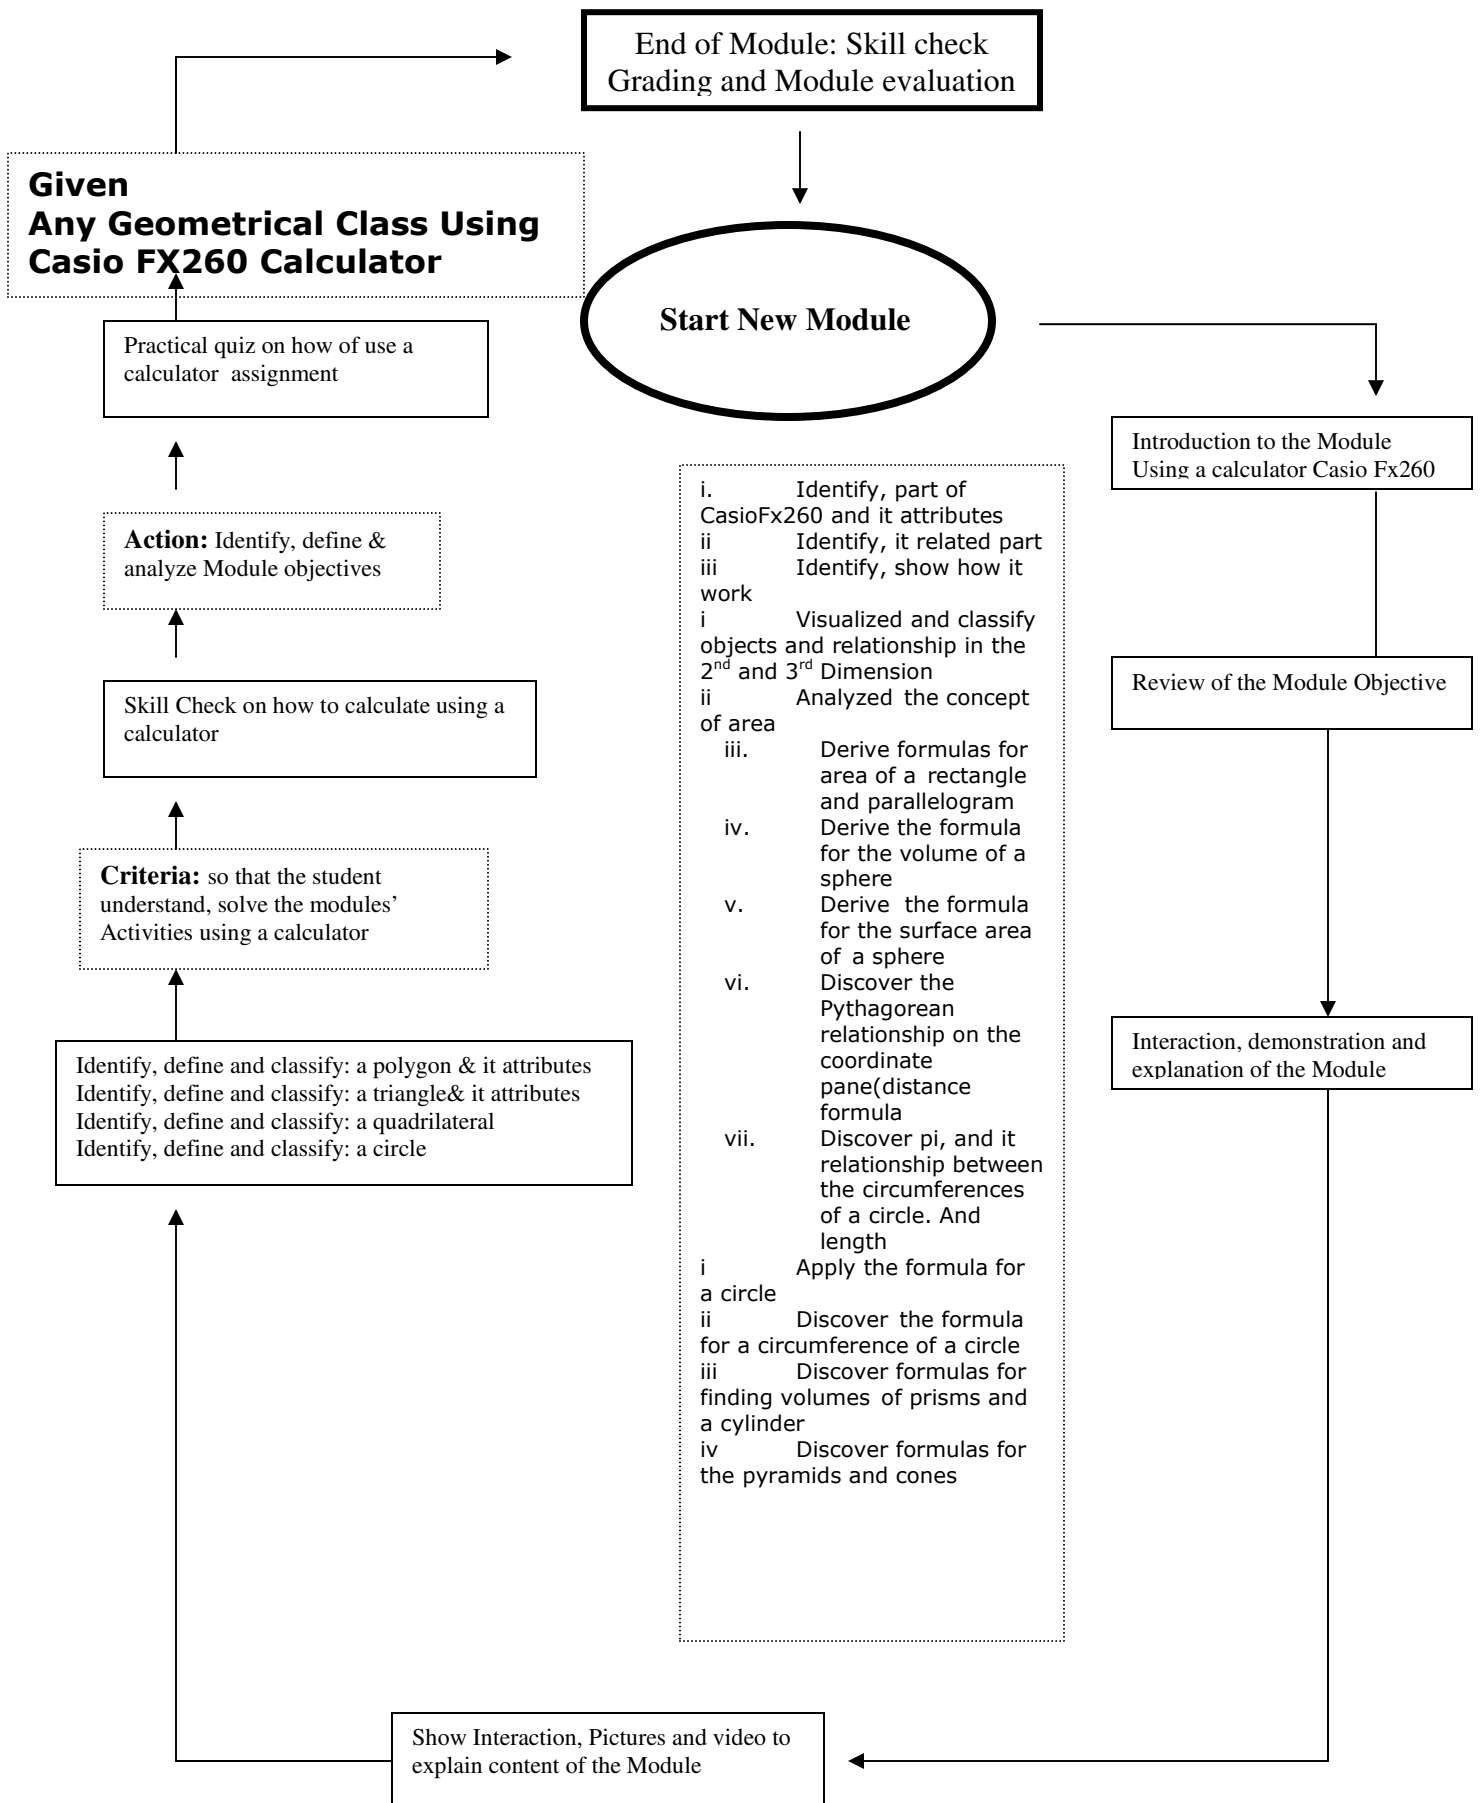 End of Module: Skill check
Grading and Module evaluation
Given
Any Geometrical Class Using
Casio FX260 Calculator
Start New Module
Practical quiz on how of use a
calculator assignment
Introduction to the Module
Using a calculator Casio Fx260
Action: Identify, define &
analyze Module objectives
Review of the Module Objective
Skill Check on how to calculate using a
calculator
Criteria: so that the student
understand, solve the modules’
Activities using a calculator
Interaction, demonstration and
explanation of the Module
Identify, define and classify: a polygon & it attributes
Identify, define and classify: a triangle& it attributes
Identify, define and classify: a quadrilateral
Identify, define and classify: a circle
i. Identify, part of
CasioFx260 and it attributes
ii Identify, it related part
iii Identify, show how it
work
i Visualized and classify
objects and relationship in the
2nd and 3rd Dimension
ii Analyzed the concept
of area
iii. Derive formulas for
area of a rectangle
and parallelogram
iv. Derive the formula
for the volume of a
sphere
v. Derive the formula
for the surface area
of a sphere
vi. Discover the
Pythagorean
relationship on the
coordinate
pane(distance
formula
vii. Discover pi, and it
relationship between
the circumferences
of a circle. And
length
i Apply the formula for
a circle
ii Discover the formula
for a circumference of a circle
iii Discover formulas for
finding volumes of prisms and
a cylinder
iv Discover formulas for
the pyramids and cones
Show Interaction, Pictures and video to
explain content of the Module